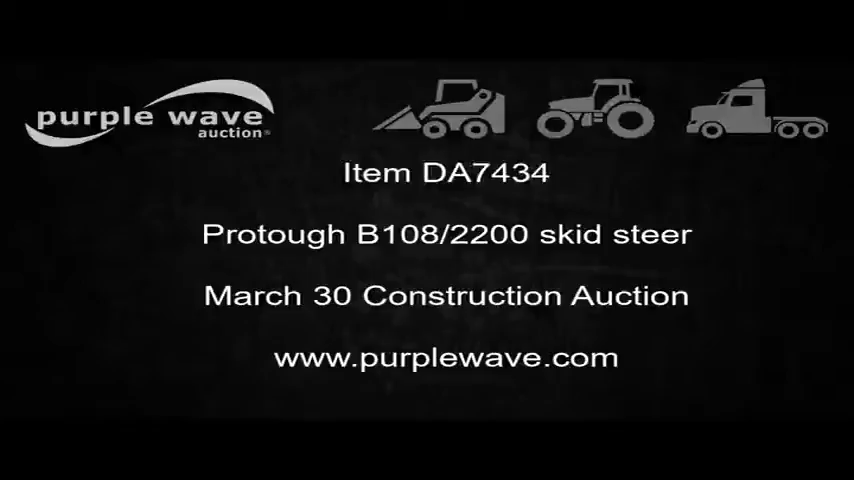 purple wave
auction®
Item DA7434
Protough B108/2200 skid steer
March 30 Construction Auction
www.purplewave.com